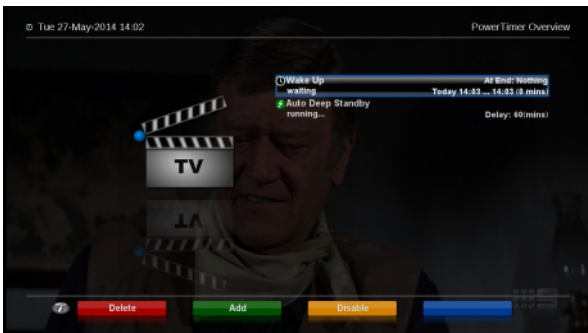 Tue 27-May-2014 14:02
PowerTimer Overview
Wake Up At End: Nothing
waiting Today 14:03 ... 14:03 (0 mins)
Auto Deep Standby
running... Delay: 60(mins)
TV
Delete Add Disable